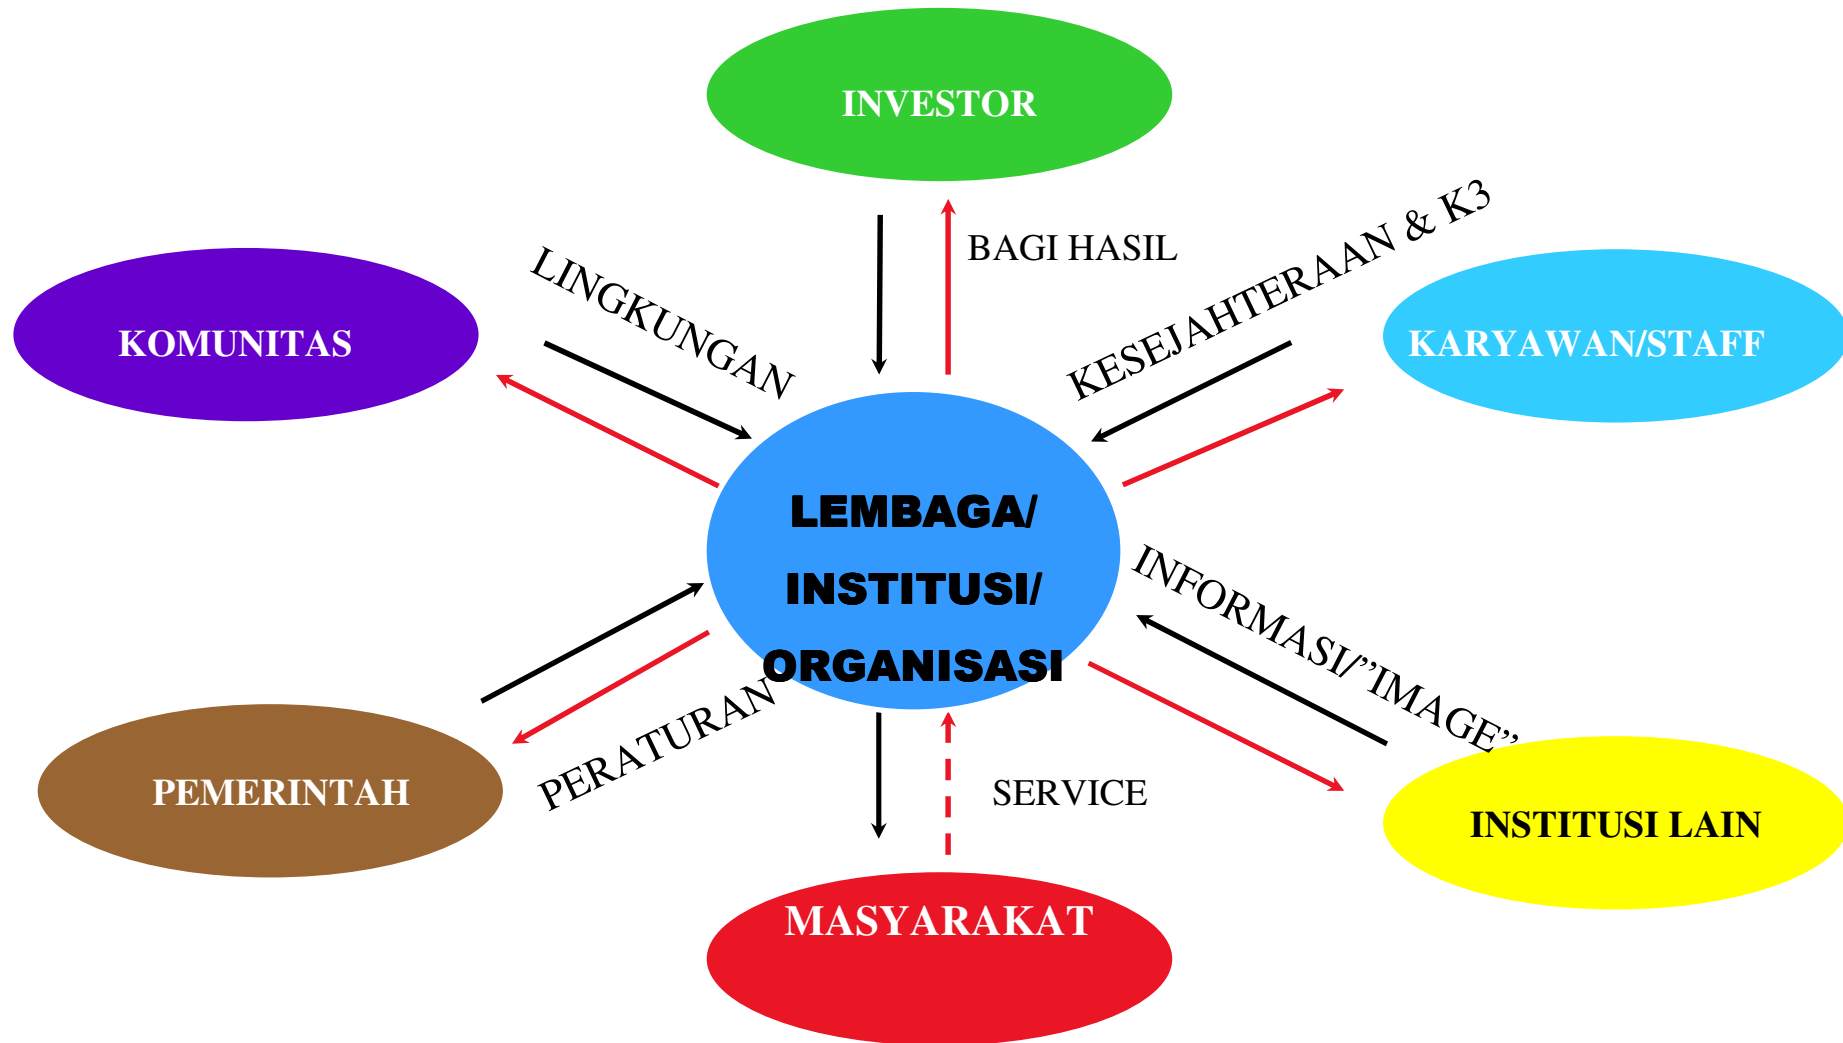 INVESTOR
BAGI HASIL
KESEJAHTERAAN & K3
LINGKUNGAN
KOMUNITAS
KARYAWAN/STAFF
LEMBAGA/
INSTITUSI/
ORGANISASI
INFORMASI/”IMAGE”
PERATURAN
PEMERINTAH
SERVICE
INSTITUSI LAIN
MASYARAKAT